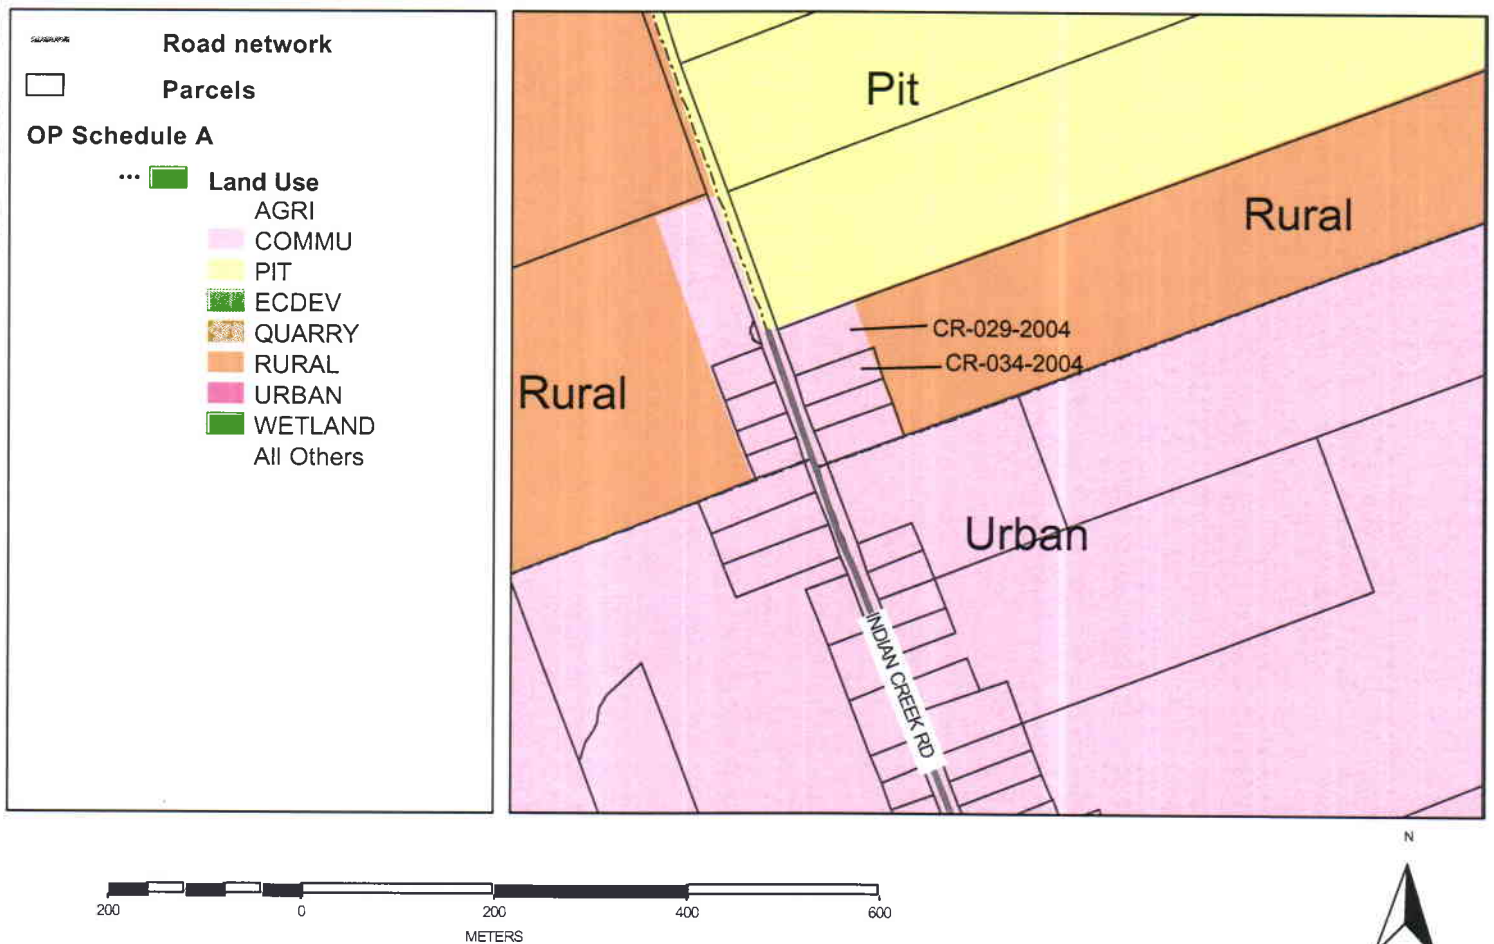 Road network
Parcels
OP Schedule A
Land Use
AGRI
COMMU
PIT
ECDEV
QUARRY
RURAL
URBAN
WETLAND
All Others
Pit
Rural
CR-029-2004
CR-034-2004
Rural
Urban
INDIAN CREEK RD
N
200 0 200 400 600
METERS